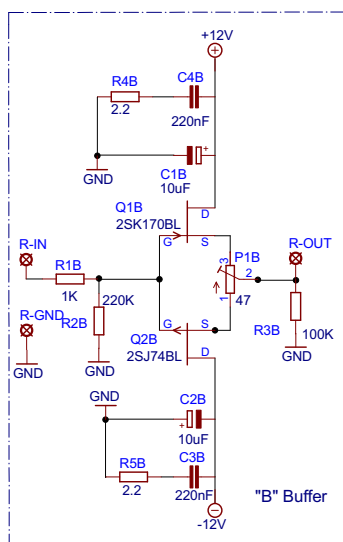 +12V
R4B
C4B
2.2
220nF
+
C1B
10uF
GND
Q1B
D
2SK170BL
R-IN
G
S
P1B
R-OUT
R1B
3
2
1K
220K
1
47
R-GND
R2B
G
S
Q2B
R3B
100K
2SJ74BL
D
GND
GND
GND
GND
C2B
+
10uF
R5B
C3B
2.2
220nF
"B" Buffer
-12V